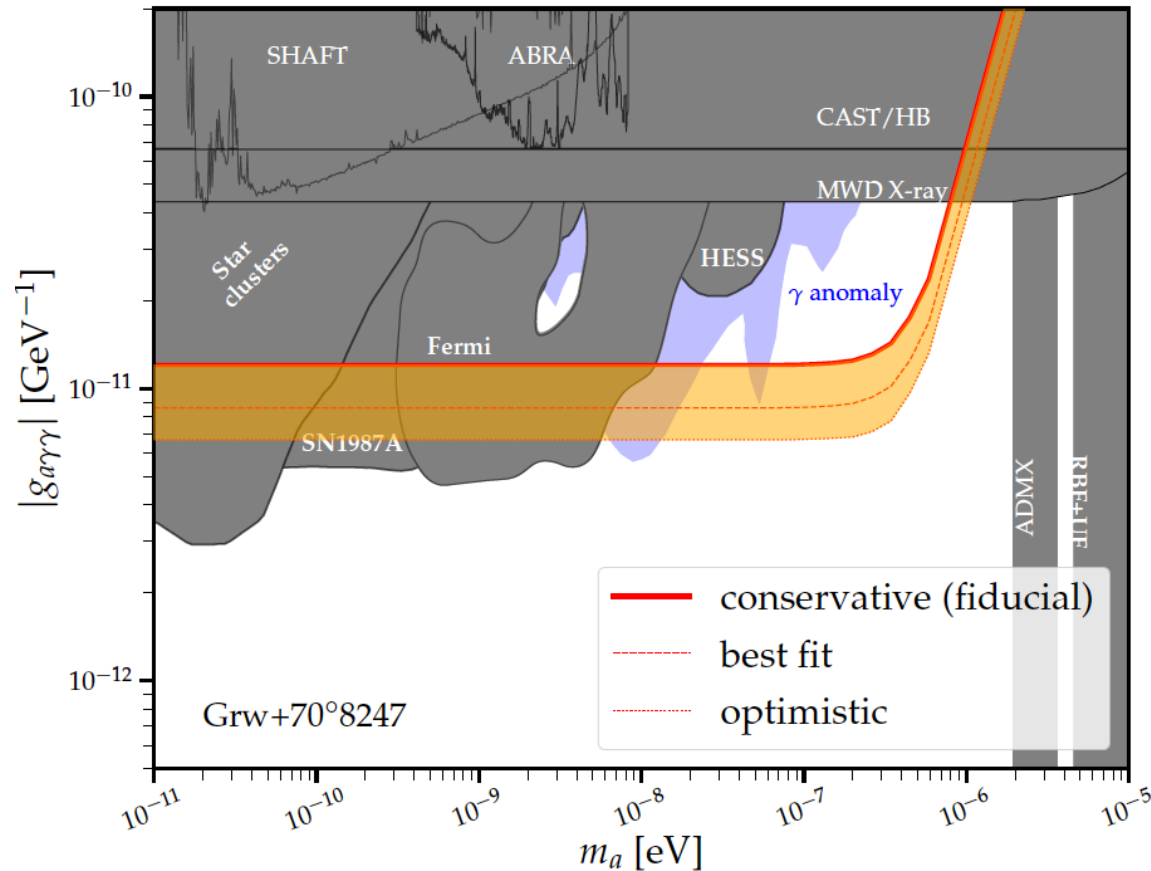 SHAFT
ABRA
CAST/HB
MWD X-ray
Star
clusters
HESS
γ anomaly
Fermi
SN1987A
ADMX
RBF+UF
10⁻¹⁰
10⁻¹¹
10⁻¹²
|g_{aγγ}| [GeV⁻¹]
conservative (fiducial)
best fit
optimistic
Grw+70°8247
10⁻¹¹
10⁻¹⁰
10⁻⁹
10⁻⁸
10⁻⁷
10⁻⁶
10⁻⁵
m_a [eV]